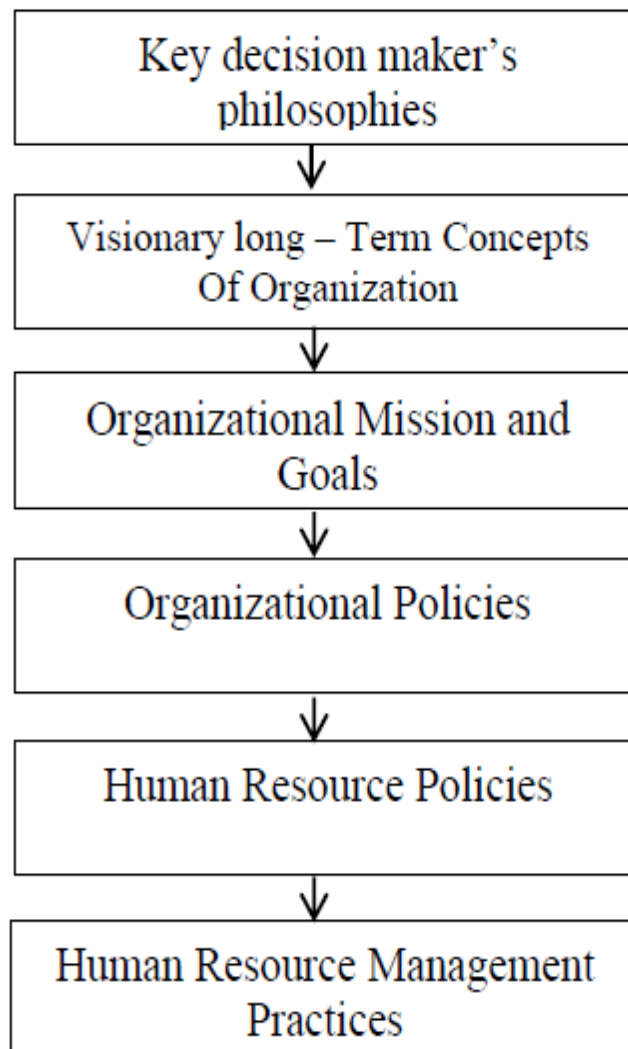 Key decision maker’s
philosophies
Visionary long – Term Concepts
Of Organization
Organizational Mission and
Goals
Organizational Policies
Human Resource Policies
Human Resource Management
Practices